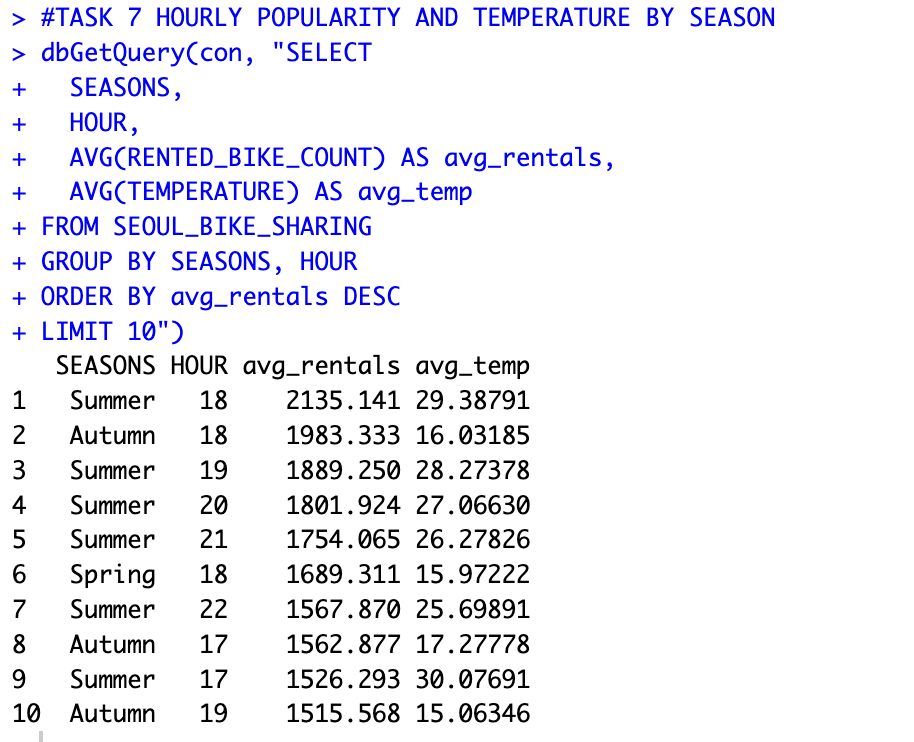 > #TASK 7 HOURLY POPULARITY AND TEMPERATURE BY SEASON
> dbGetQuery(con, "SELECT
+   SEASONS,
+   HOUR,
+   AVG(RENTED_BIKE_COUNT) AS avg_rentals,
+   AVG(TEMPERATURE) AS avg_temp
+ FROM SEOUL_BIKE_SHARING
+ GROUP BY SEASONS, HOUR
+ ORDER BY avg_rentals DESC
+ LIMIT 10")
   SEASONS HOUR avg_rentals avg_temp
1   Summer   18    2135.141 29.38791
2   Autumn   18    1983.333 16.03185
3   Summer   19    1889.250 28.27378
4   Summer   20    1801.924 27.06630
5   Summer   21    1754.065 26.27826
6   Spring   18    1689.311 15.97222
7   Summer   22    1567.870 25.69891
8   Autumn   17    1562.877 17.27778
9   Summer   17    1526.293 30.07691
10  Autumn   19    1515.568 15.06346